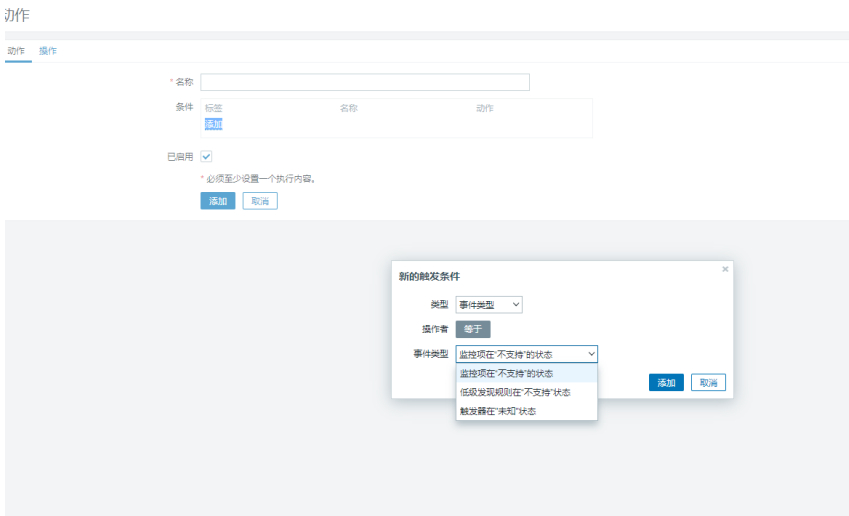 动作
动作 操作
* 名称
条件 标签 名称 动作
添加
已启用
* 必须至少设置一个执行内容。
添加 取消
新的触发条件 ×
类型 事件类型
操作者 等于
事件类型 监控项在"不支持"的状态
监控项在"不支持"的状态
添加 取消
低级发现规则在"不支持"状态
触发器在"未知"状态